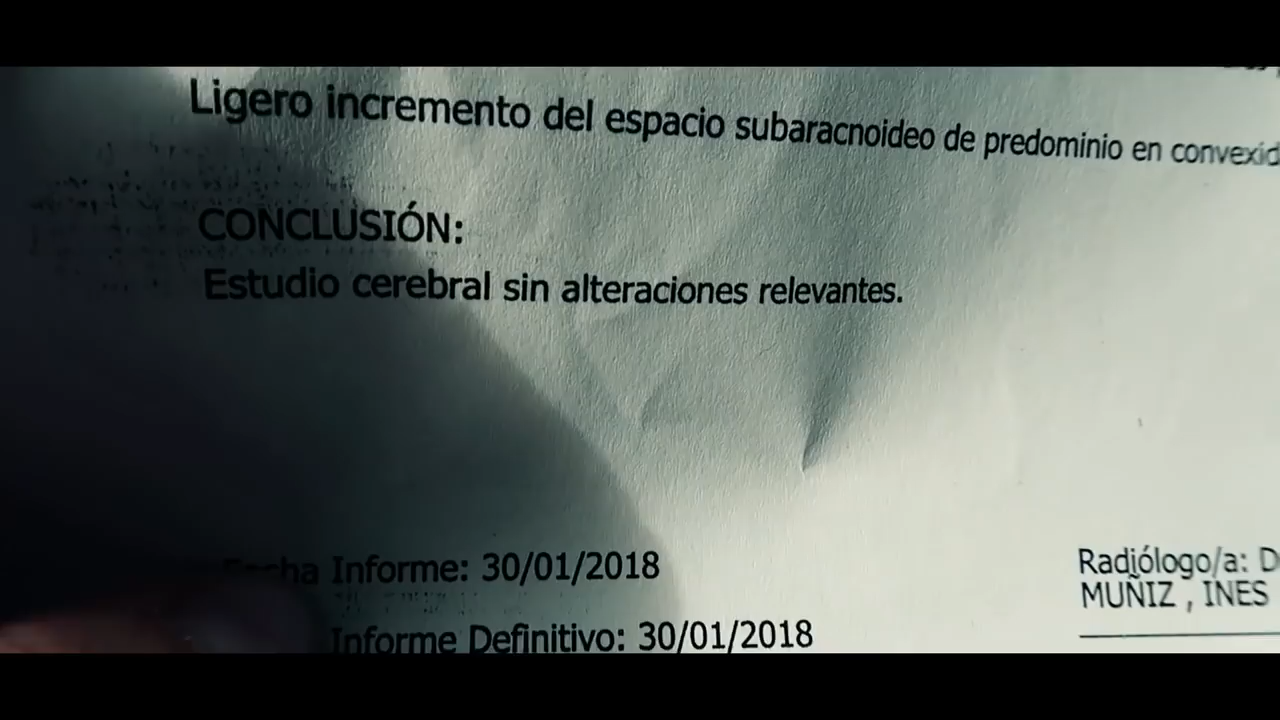 Ligero incremento del espacio subaracnoideo de predominio en convexid
CONCLUSIÓN:
Estudio cerebral sin alteraciones relevantes.
Fecha Informe: 30/01/2018
Radiólogo/a: D
MUÑIZ , INES
Informe Definitivo: 30/01/2018